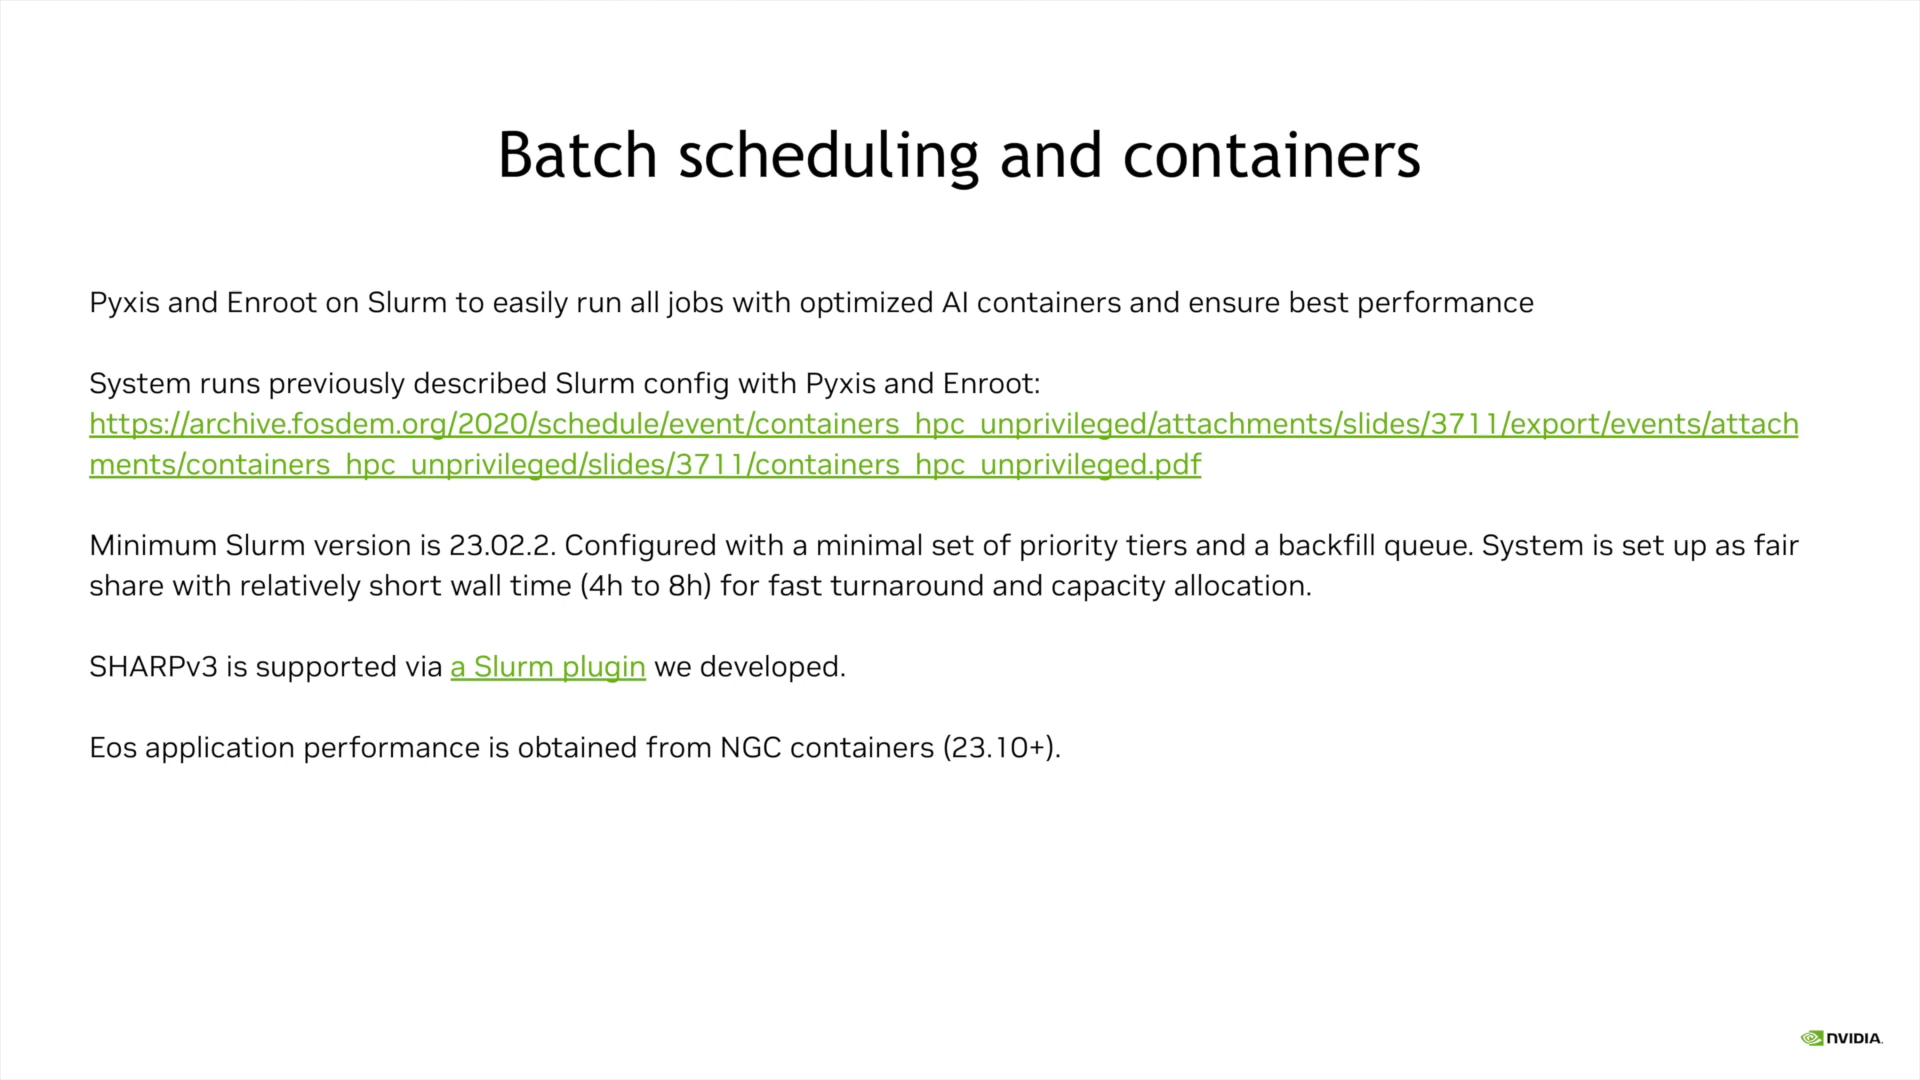 Batch scheduling and containers
Pyxis and Enroot on Slurm to easily run all jobs with optimized AI containers and ensure best performance
System runs previously described Slurm config with Pyxis and Enroot:
https://archive.fosdem.org/2020/schedule/event/containers_hpc_unprivileged/attachments/slides/3711/export/events/attach
ments/containers_hpc_unprivileged/slides/3711/containers_hpc_unprivileged.pdf
Minimum Slurm version is 23.02.2. Configured with a minimal set of priority tiers and a backfill queue. System is set up as fair
share with relatively short wall time (4h to 8h) for fast turnaround and capacity allocation.
SHARPv3 is supported via a Slurm plugin we developed.
Eos application performance is obtained from NGC containers (23.10+).
NVIDIA.